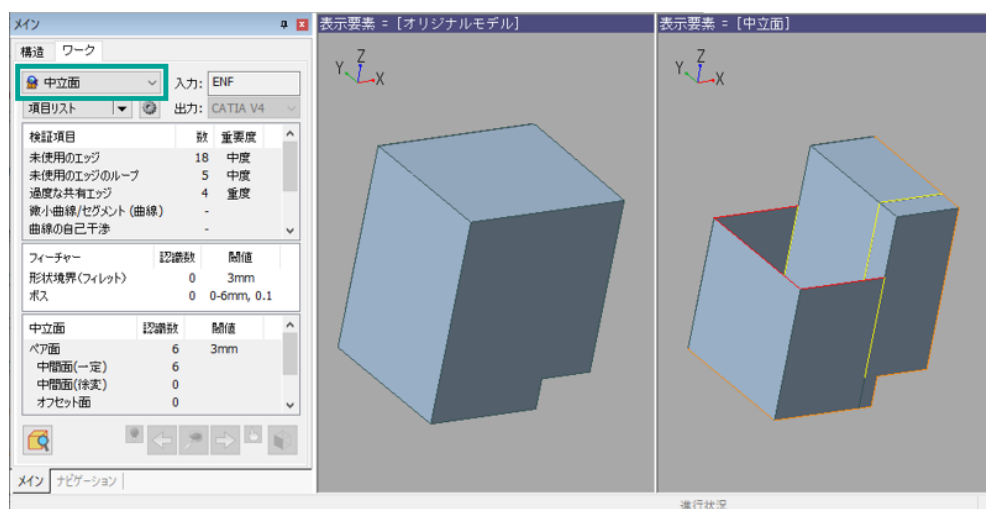 メイン
構造 ワーク
中立面 入力: ENF
項目リスト 出力: CATIA V4
検証項目 数 重要度
未使用のエッジ 18 中度
未使用のエッジのループ 5 中度
過度な共有エッジ 4 重度
微小曲線/セグメント (曲線) -
曲線の自己干渉 -
フィーチャー 認識数 閾値
形状境界(フィレット) 0 3mm
ボス 0 0-6mm, 0.1
中立面 認識数 閾値
ペア面 6 3mm
中間面(一定) 6
中間面(徐変) 0
オフセット面 0
メイン ナビゲーション
表示要素 = [オリジナルモデル]
Z
Y
X
表示要素 = [中立面]
Z
Y
X
進行状況